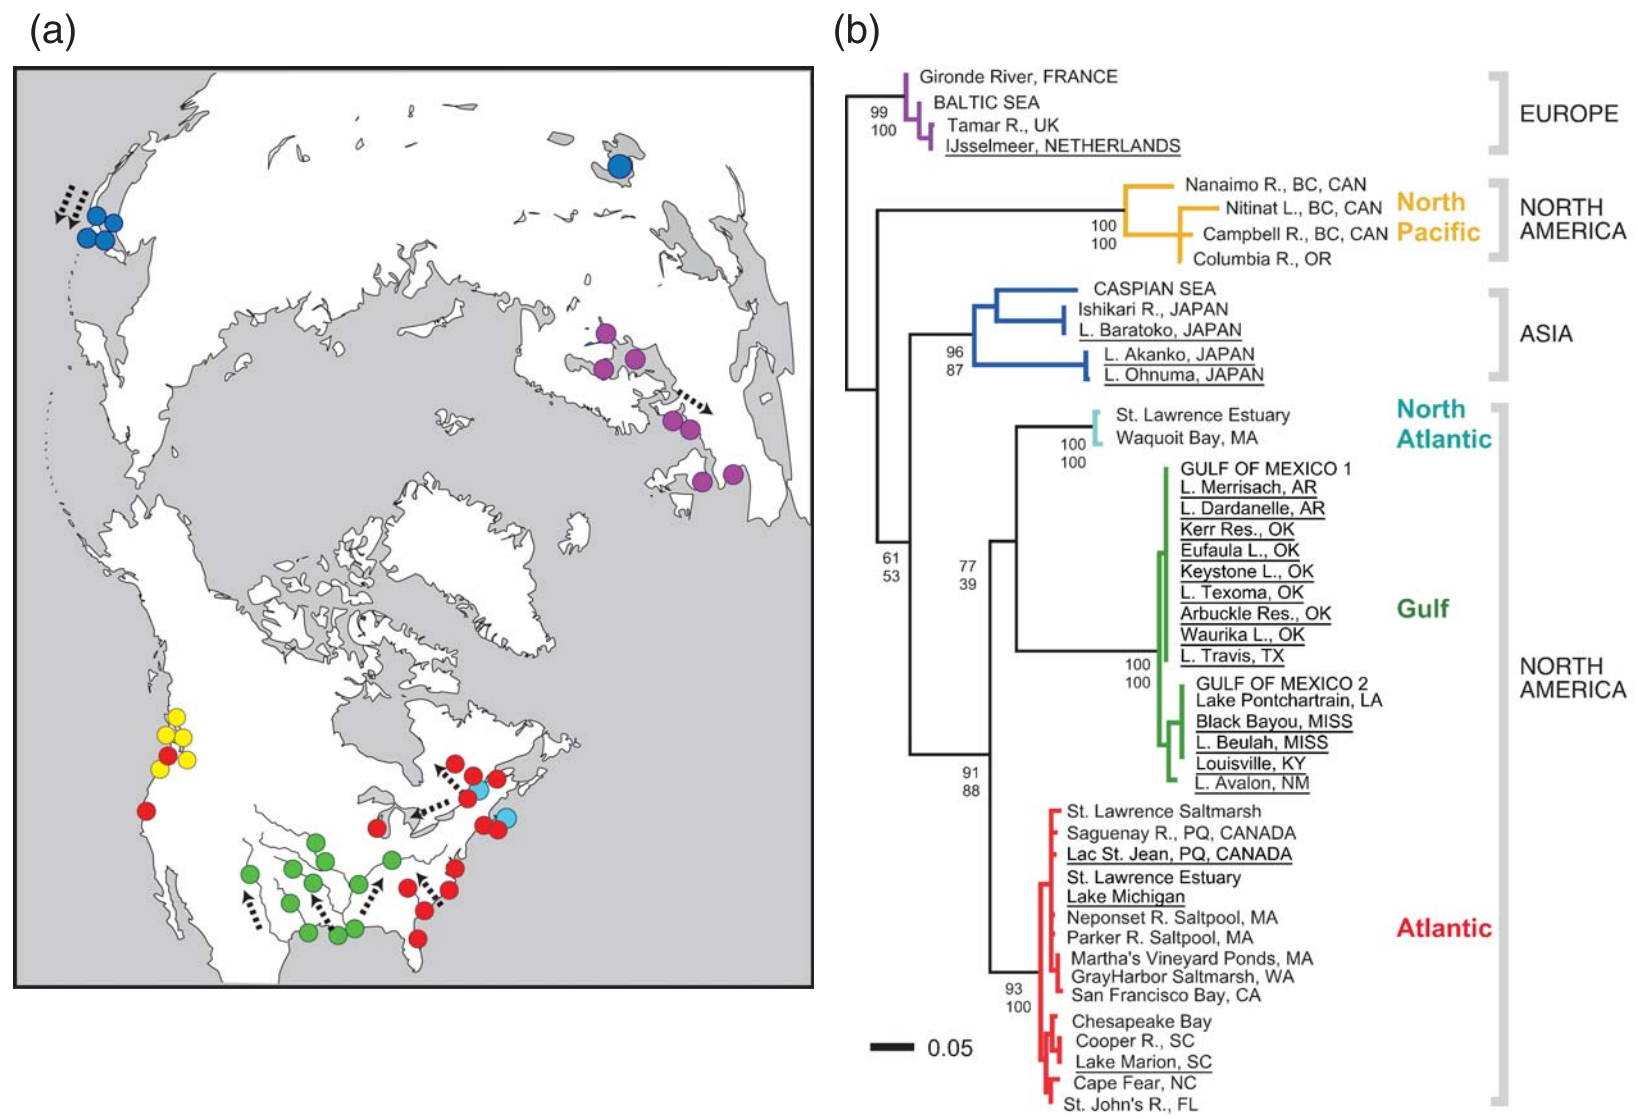 (a)
(b)
Gironde River, FRANCE
BALTIC SEA
Tamar R., UK
IJsselmeer, NETHERLANDS
99
100
EUROPE
Nanaimo R., BC, CAN
Nitinat L., BC, CAN
Campbell R., BC, CAN
Columbia R., OR
100
100
North
Pacific
NORTH
AMERICA
CASPIAN SEA
Ishikari R., JAPAN
L. Baratoko, JAPAN
L. Akanko, JAPAN
L. Ohnuma, JAPAN
96
87
ASIA
St. Lawrence Estuary
Waquoit Bay, MA
100
100
North
Atlantic
GULF OF MEXICO 1
L. Merrisach, AR
L. Dardanelle, AR
Kerr Res., OK
Eufaula L., OK
Keystone L., OK
L. Texoma, OK
Arbuckle Res., OK
Waurika L., OK
L. Travis, TX
61
53
77
39
100
100
Gulf
GULF OF MEXICO 2
Lake Pontchartrain, LA
Black Bayou, MISS
L. Beulah, MISS
Louisville, KY
L. Avalon, NM
NORTH
AMERICA
91
88
St. Lawrence Saltmarsh
Saguenay R., PQ, CANADA
Lac St. Jean, PQ, CANADA
St. Lawrence Estuary
Lake Michigan
Neponset R. Saltpool, MA
Parker R. Saltpool, MA
Martha's Vineyard Ponds, MA
GrayHarbor Saltmarsh, WA
San Francisco Bay, CA
Chesapeake Bay
Cooper R., SC
Lake Marion, SC
Cape Fear, NC
St. John's R., FL
93
100
Atlantic
0.05